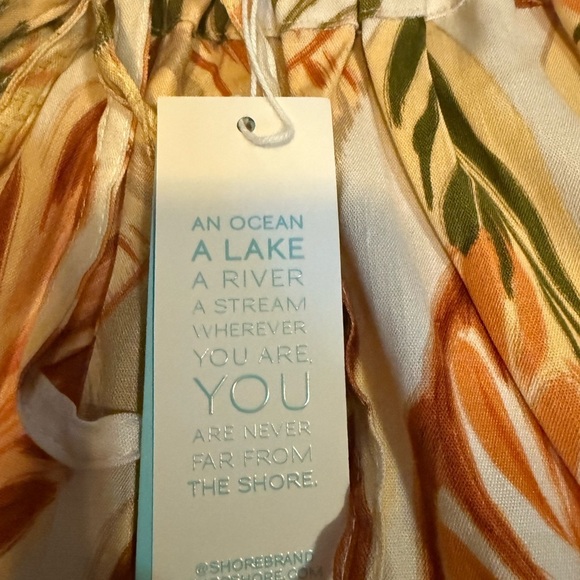 AN OCEAN
A LAKE
A RIVER
A STREAM
WHEREVER
YOU ARE,
YOU
ARE NEVER
FAR FROM
THE SHORE.
@SHOREBRAND